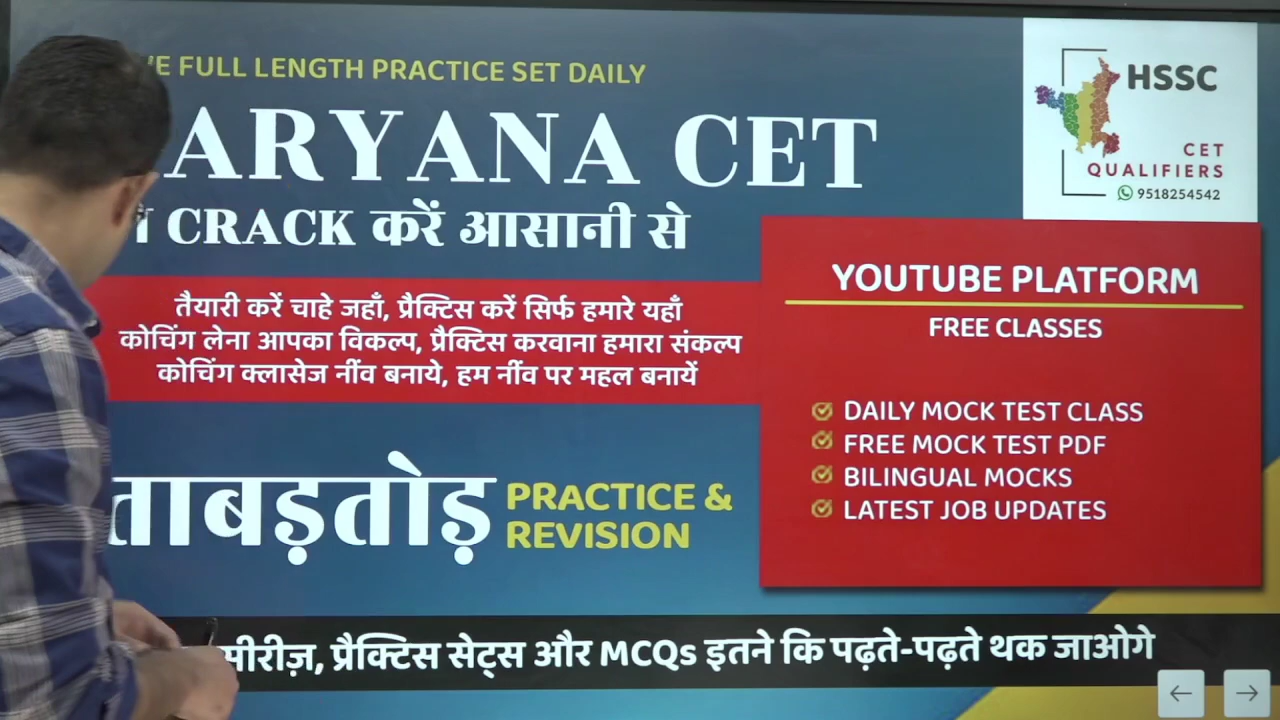 FULL LENGTH PRACTICE SET DAILY
ARYANA CET
CRACK करें आसानी से
तैयारी करें चाहे जहाँ, प्रैक्टिस करें सिर्फ हमारे यहाँ
कोचिंग लेना आपका विकल्प, प्रैक्टिस करवाना हमारा संकल्प
कोचिंग क्लासेज नींव बनाये, हम नींव पर महल बनायें
ताबड़तोड़ PRACTICE &
REVISION
सीरीज़, प्रैक्टिस सेट्स और MCQs इतने कि पढ़ते-पढ़ते थक जाओगे
HSSC
CET
QUALIFIERS
9518254542
YOUTUBE PLATFORM
FREE CLASSES
DAILY MOCK TEST CLASS
FREE MOCK TEST PDF
BILINGUAL MOCKS
LATEST JOB UPDATES